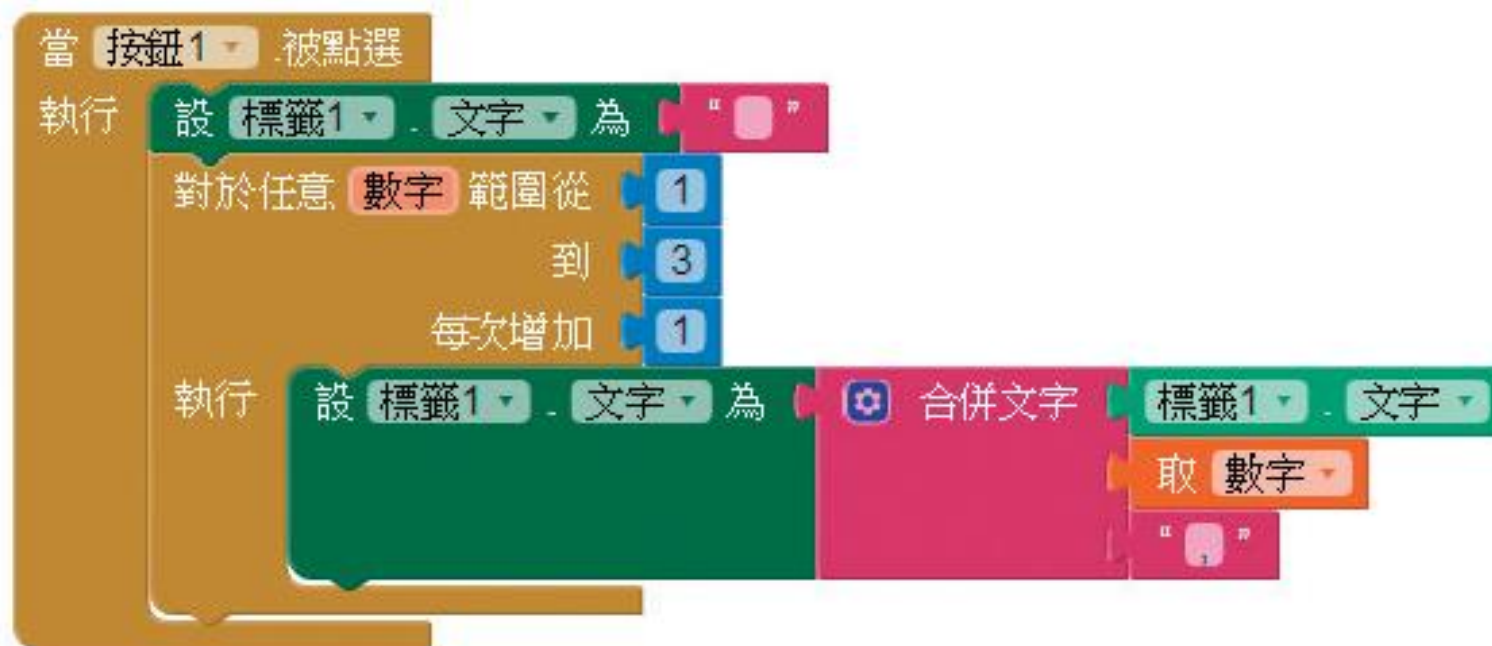 當 按鈕1 .被點選
執行 設 標籤1 . 文字 為 " "
對於任意 數字 範圍從 1
到 3
每次增加 1
執行 設 標籤1 . 文字 為 合併文字 標籤1 . 文字
取 數字
" , "